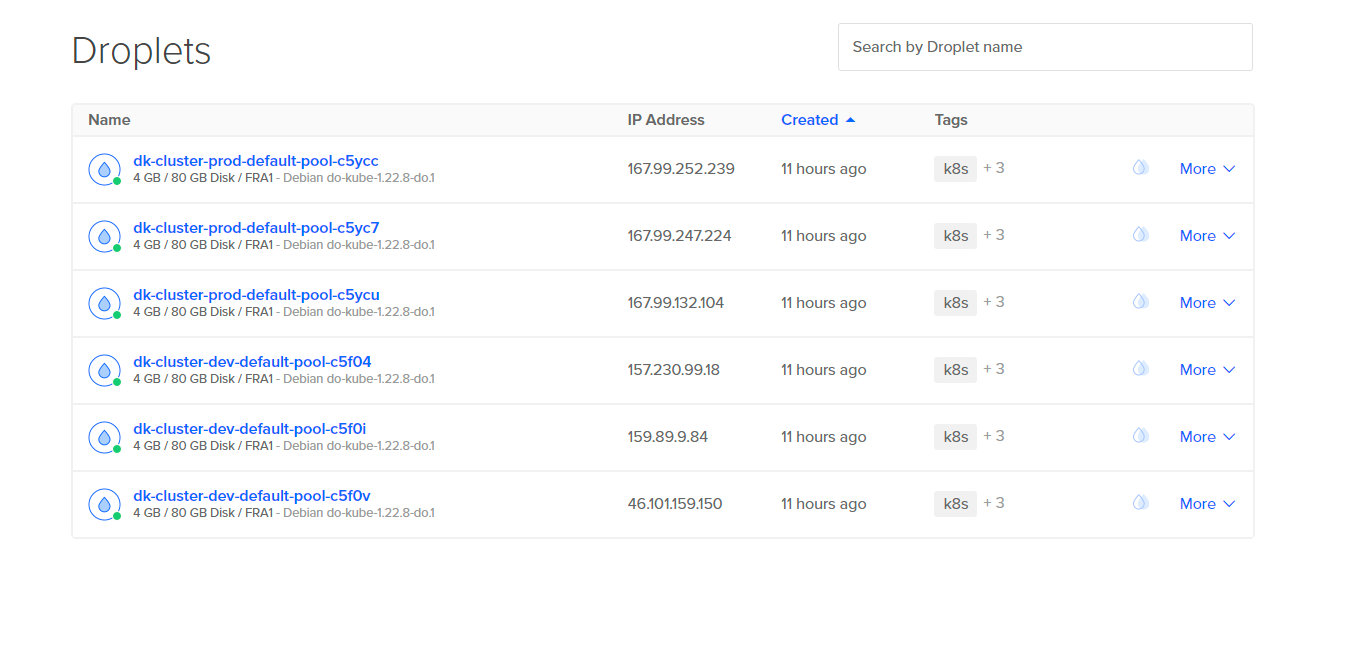 Droplets
Search by Droplet name
Name IP Address Created Tags
dk-cluster-prod-default-pool-c5ycc
4 GB / 80 GB Disk / FRA1 - Debian do-kube-1.22.8-do.1
167.99.252.239 11 hours ago k8s + 3 More
dk-cluster-prod-default-pool-c5yc7
4 GB / 80 GB Disk / FRA1 - Debian do-kube-1.22.8-do.1
167.99.247.224 11 hours ago k8s + 3 More
dk-cluster-prod-default-pool-c5ycu
4 GB / 80 GB Disk / FRA1 - Debian do-kube-1.22.8-do.1
167.99.132.104 11 hours ago k8s + 3 More
dk-cluster-dev-default-pool-c5f04
4 GB / 80 GB Disk / FRA1 - Debian do-kube-1.22.8-do.1
157.230.99.18 11 hours ago k8s + 3 More
dk-cluster-dev-default-pool-c5f0i
4 GB / 80 GB Disk / FRA1 - Debian do-kube-1.22.8-do.1
159.89.9.84 11 hours ago k8s + 3 More
dk-cluster-dev-default-pool-c5f0v
4 GB / 80 GB Disk / FRA1 - Debian do-kube-1.22.8-do.1
46.101.159.150 11 hours ago k8s + 3 More